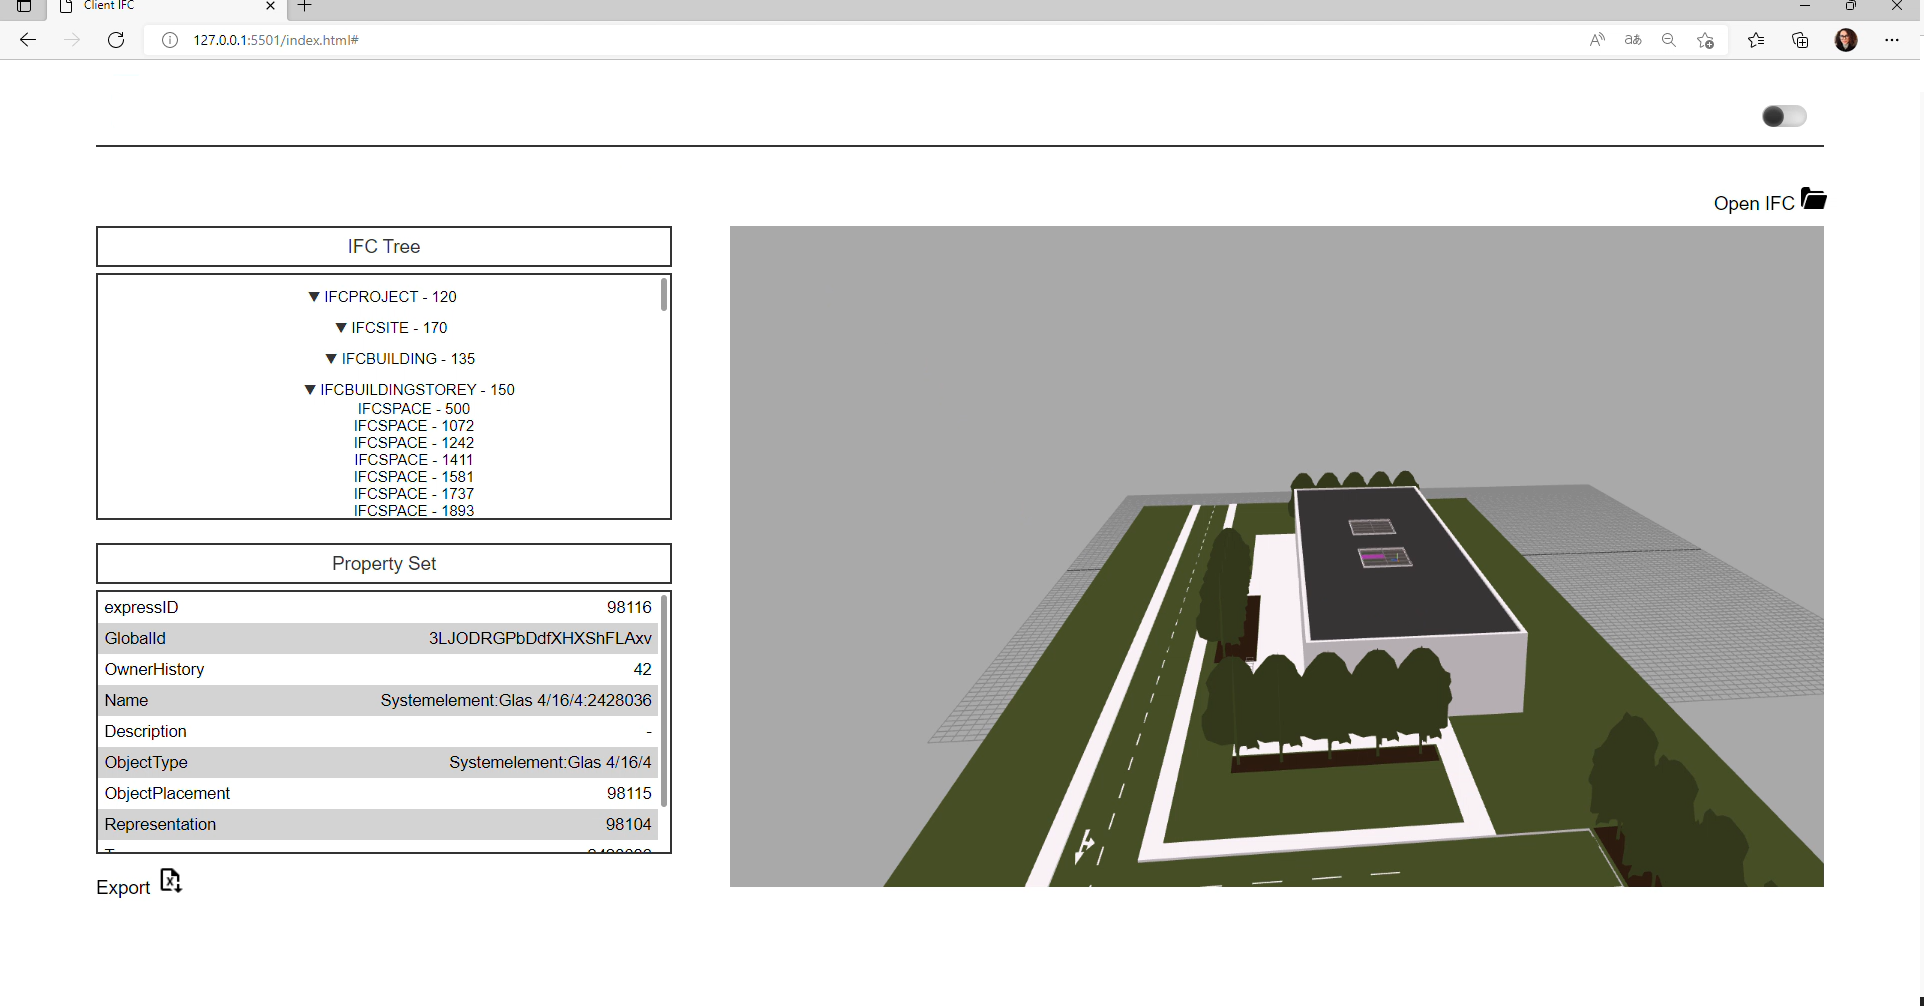 Client IFC
127.0.0.1:5501/index.html#
Open IFC
IFC Tree
▼ IFCPROJECT - 120
▼ IFCSITE - 170
▼ IFCBUILDING - 135
▼ IFCBUILDINGSTOREY - 150
IFCSPACE - 500
IFCSPACE - 1072
IFCSPACE - 1242
IFCSPACE - 1411
IFCSPACE - 1581
IFCSPACE - 1737
IFCSPACE - 1893
Property Set
expressID 98116
GlobalId 3LJODRGPbDdfXHXShFLAxv
OwnerHistory 42
Name Systemelement:Glas 4/16/4:2428036
Description -
ObjectType Systemelement:Glas 4/16/4
ObjectPlacement 98115
Representation 98104
Export